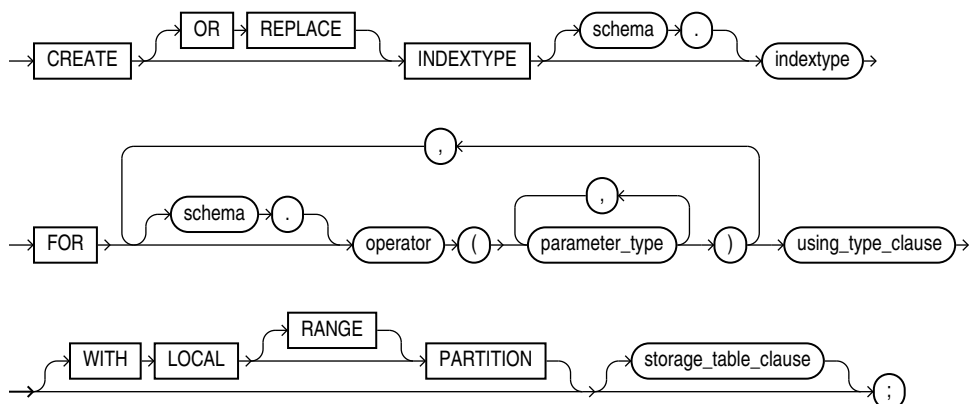 OR REPLACE schema .
CREATE INDEXTYPE indextype
,
schema . ,
FOR operator ( parameter_type ) using_type_clause
RANGE
WITH LOCAL PARTITION storage_table_clause
;